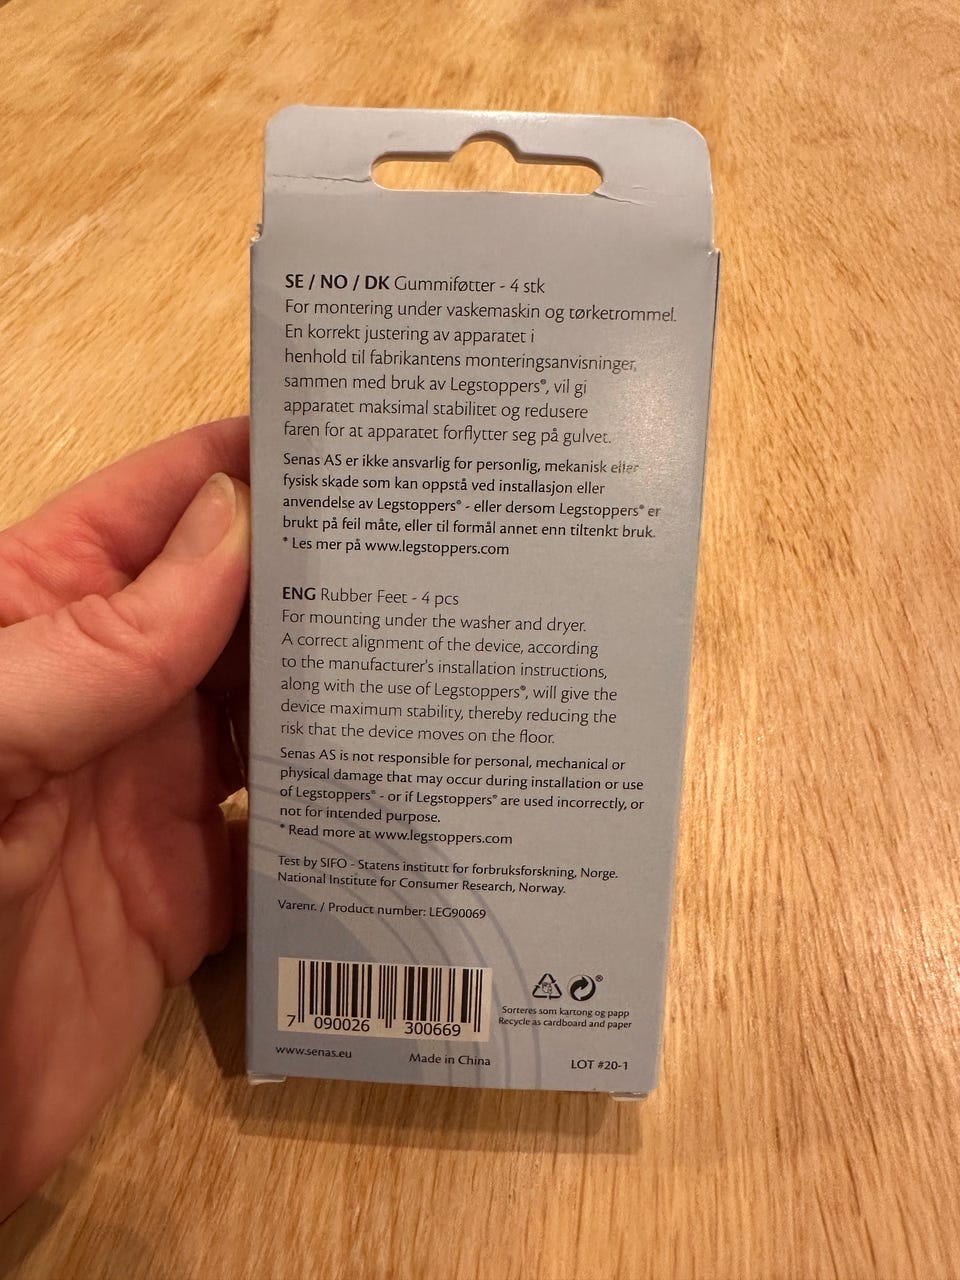 SE / NO / DK Gummiføtter - 4 stk
For montering under vaskemaskin og tørketrommel.
En korrekt justering av apparatet i
henhold til fabrikantens monteringsanvisninger,
sammen med bruk av Legstoppers®, vil gi
apparatet maksimal stabilitet og redusere
faren for at apparatet forflytter seg på gulvet.
Senas AS er ikke ansvarlig for personlig, mekanisk eller
fysisk skade som kan oppstå ved installasjon eller
anvendelse av Legstoppers® - eller dersom Legstoppers® er
brukt på feil måte, eller til formål annet enn tiltenkt bruk.
* Les mer på www.legstoppers.com
ENG Rubber Feet - 4 pcs
For mounting under the washer and dryer.
A correct alignment of the device, according
to the manufacturer's installation instructions,
along with the use of Legstoppers®, will give the
device maximum stability, thereby reducing the
risk that the device moves on the floor.
Senas AS is not responsible for personal, mechanical or
physical damage that may occur during installation or use
of Legstoppers® - or if Legstoppers® are used incorrectly, or
not for intended purpose.
* Read more at www.legstoppers.com
Test by SIFO - Statens institutt for forbruksforskning, Norge.
National Institute for Consumer Research, Norway.
Varenr. / Product number: LEG90069
7 090026 300669
®
Sorteres som kartong og papp
Recycle as cardboard and paper
www.senas.eu Made in China LOT #20-1